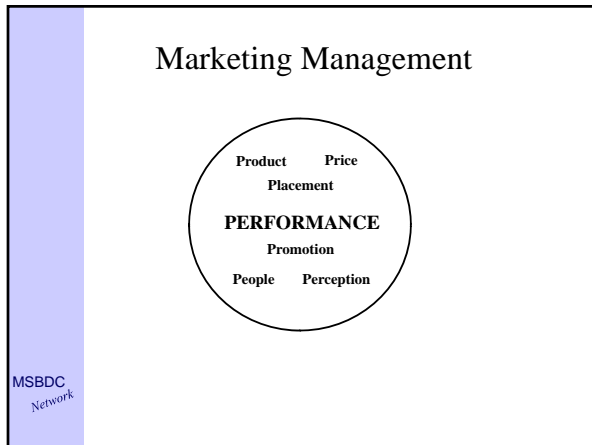 Marketing Management
Product Price
Placement
PERFORMANCE
Promotion
People Perception
MSBDC
Network